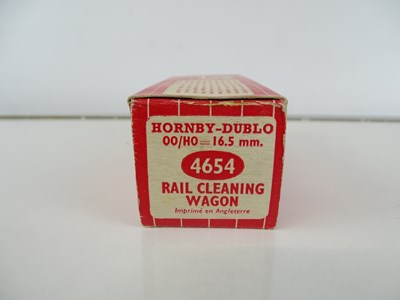 HORNBY-DUBLO
OO/HO=16.5 mm.
4654
RAIL CLEANING
WAGON
Imprimé en Angleterre